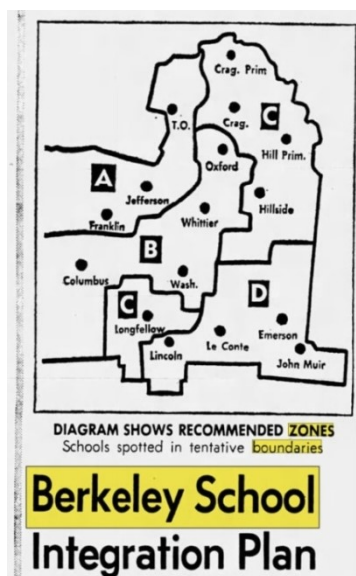 Crag. Prim
T.O.
Crag.
C
Hill Prim.
Oxford
A
Jefferson
Franklin
Whittier
Hillside
B
Columbus
Wash.
C
D
Longfellow
Lincoln
Le Conte
Emerson
John Muir
DIAGRAM SHOWS RECOMMENDED ZONES
Schools spotted in tentative boundaries
Berkeley School
Integration Plan